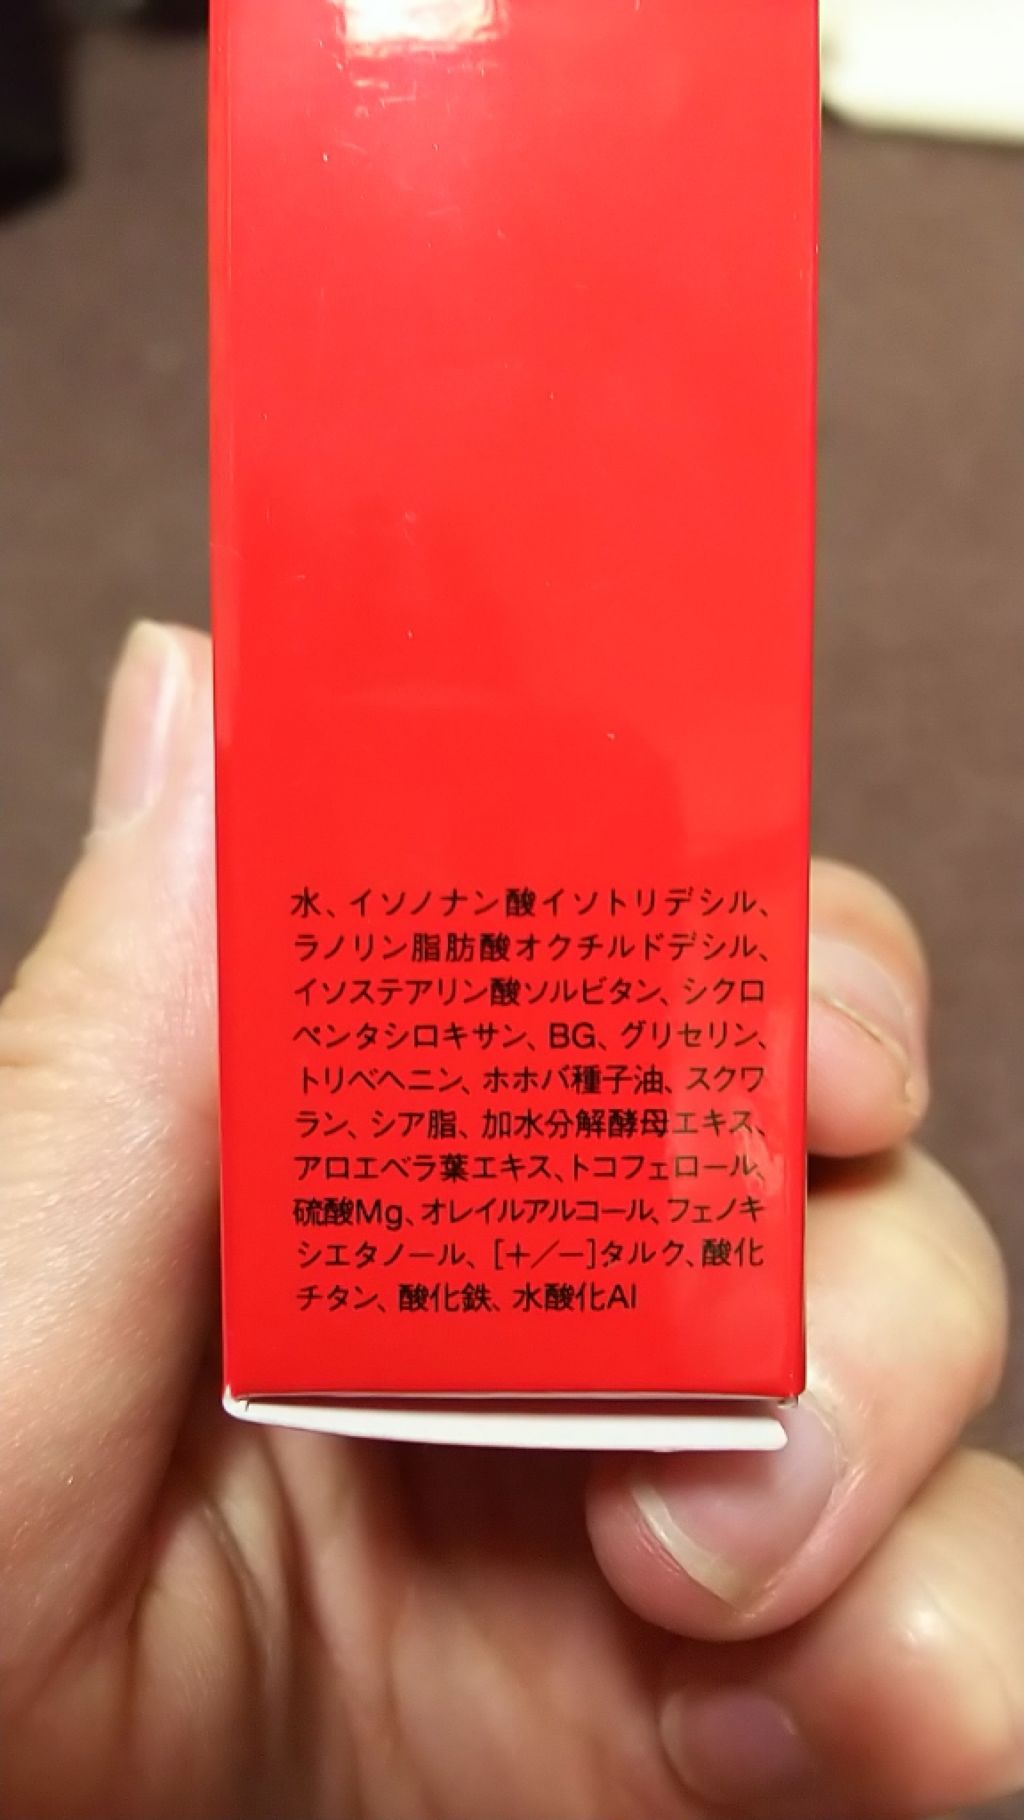 水、イソノナン酸イソトリデシル、
ラノリン脂肪酸オクチルドデシル、
イソステアリン酸ソルビタン、シクロ
ペンタシロキサン、BG、グリセリン、
トリベヘニン、ホホバ種子油、スクワ
ラン、シア脂、加水分解酵母エキス、
アロエベラ葉エキス、トコフェロール、
硫酸Mg、オレイルアルコール、フェノキ
シエタノール、[＋／－]タルク、酸化
チタン、酸化鉄、水酸化Al